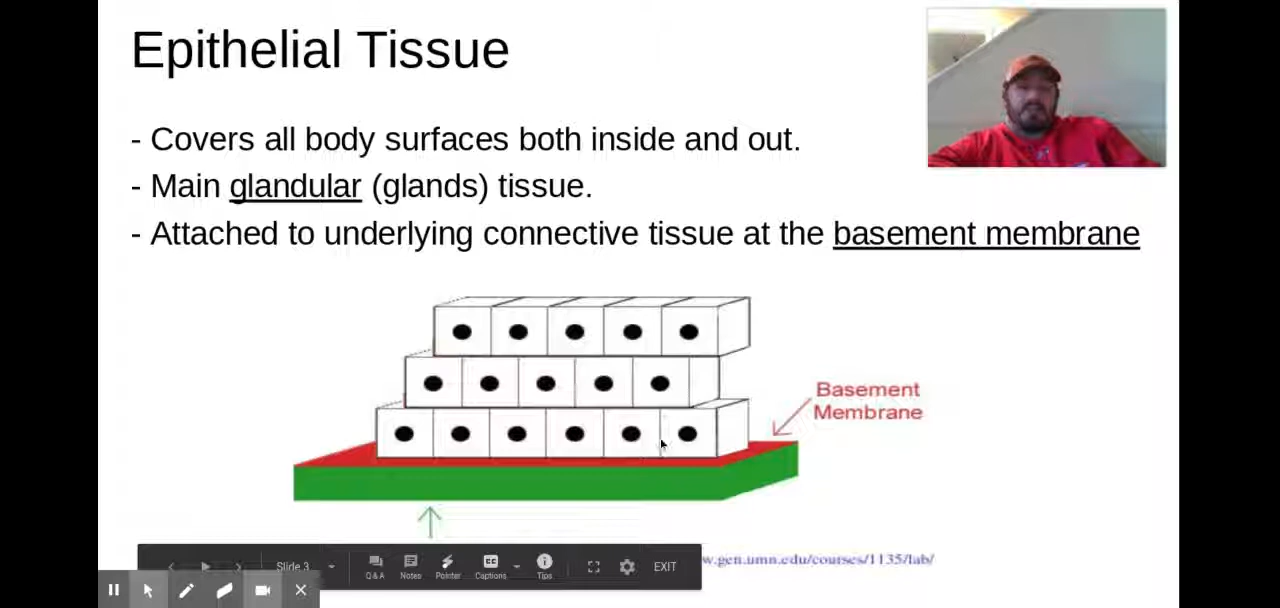 Epithelial Tissue
- Covers all body surfaces both inside and out.
- Main glandular (glands) tissue.
- Attached to underlying connective tissue at the basement membrane
Basement
Membrane
w.gen.umn.edu/courses/1135/lab/
Slide 3
Q & A
Notes
Pointer
Captions
Tips
EXIT
CC